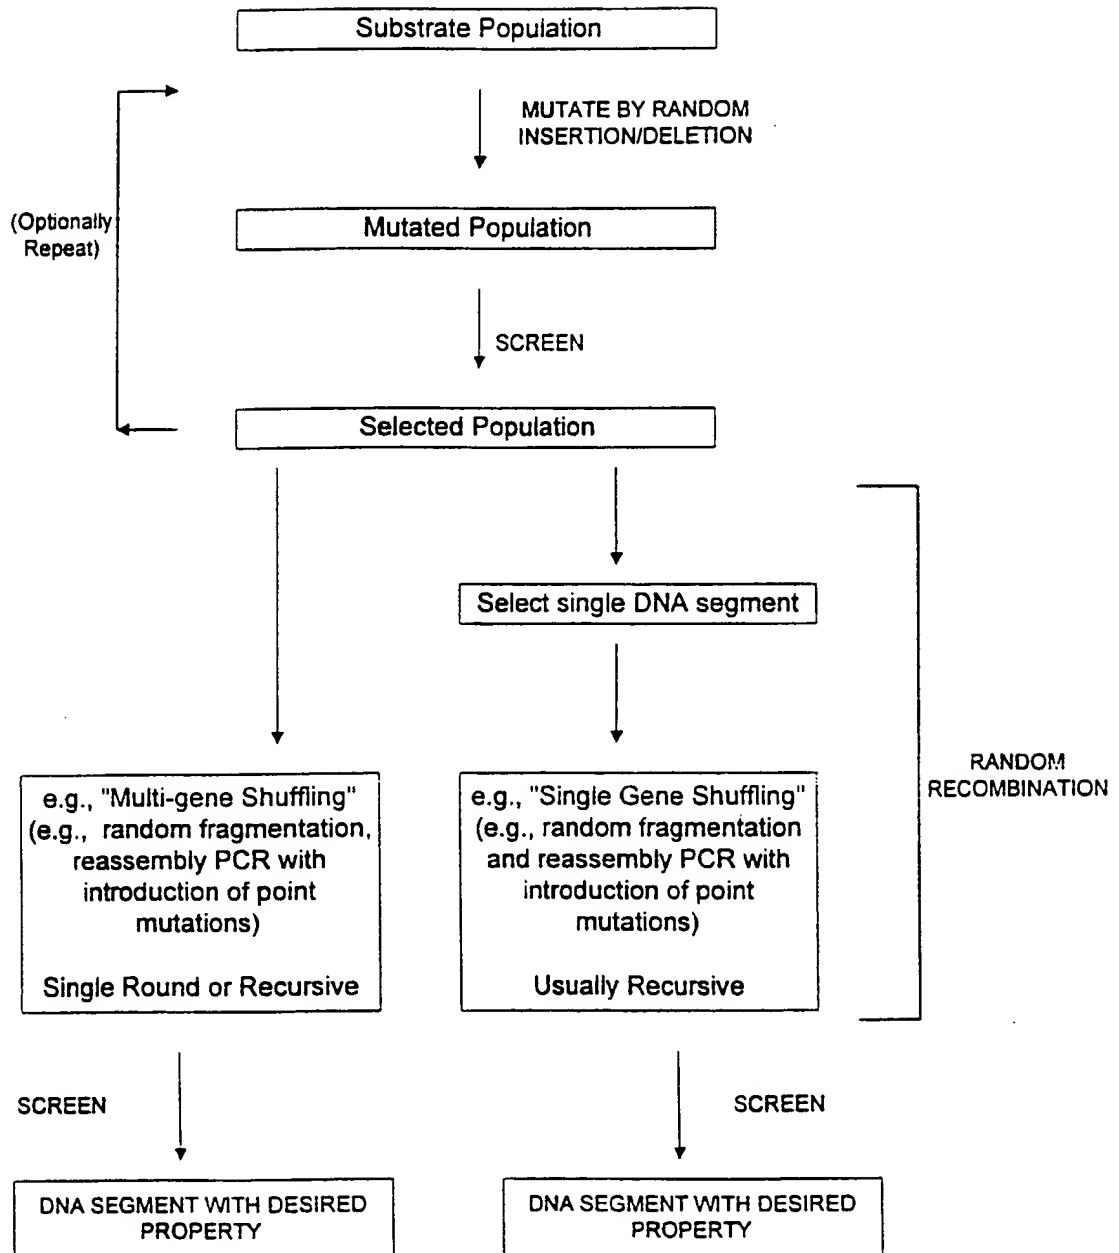 Substrate Population
MUTATE BY RANDOM
INSERTION/DELETION
(Optionally
Repeat)
Mutated Population
SCREEN
Selected Population
Select single DNA segment
RANDOM
RECOMBINATION
e.g., "Multi-gene Shuffling"
(e.g., random fragmentation,
reassembly PCR with
introduction of point
mutations)
Single Round or Recursive
e.g., "Single Gene Shuffling"
(e.g., random fragmentation
and reassembly PCR with
introduction of point
mutations)
Usually Recursive
SCREEN
SCREEN
DNA SEGMENT WITH DESIRED
PROPERTY
DNA SEGMENT WITH DESIRED
PROPERTY